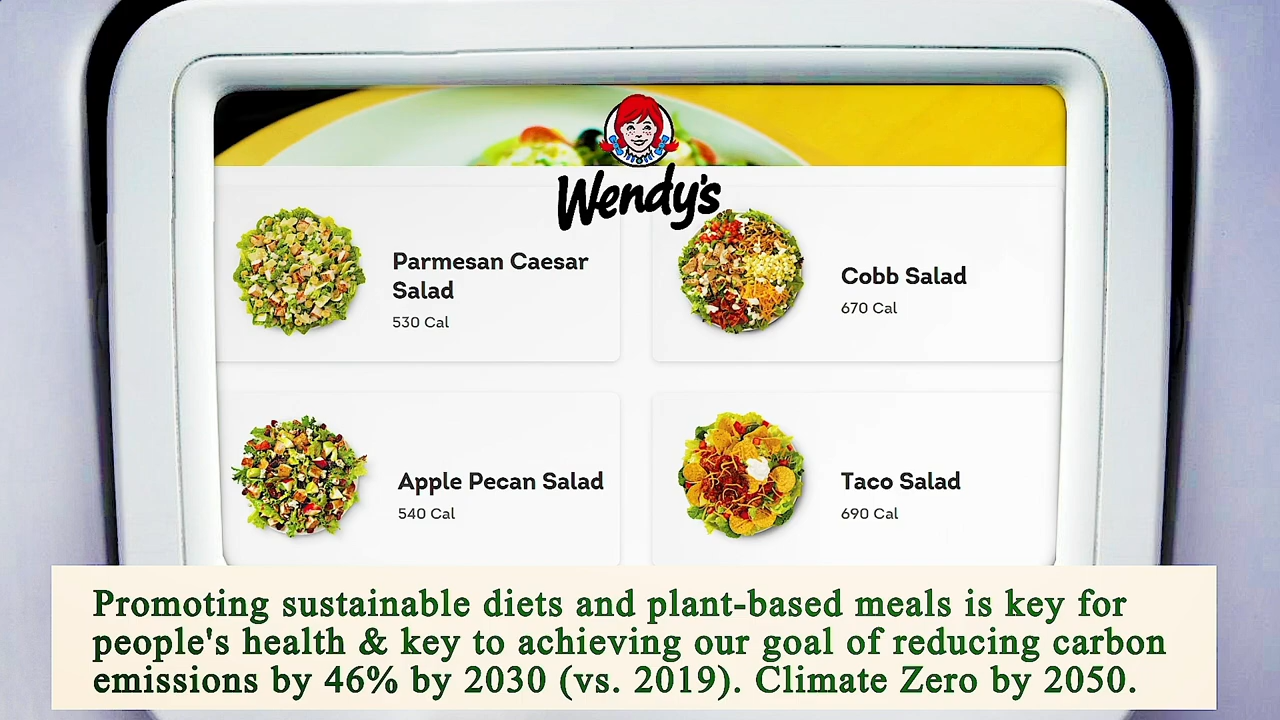 Wendy's
Parmesan Caesar
Salad
530 Cal
Cobb Salad
670 Cal
Apple Pecan Salad
540 Cal
Taco Salad
690 Cal
Promoting sustainable diets and plant-based meals is key for
people's health & key to achieving our goal of reducing carbon
emissions by 46% by 2030 (vs. 2019). Climate Zero by 2050.